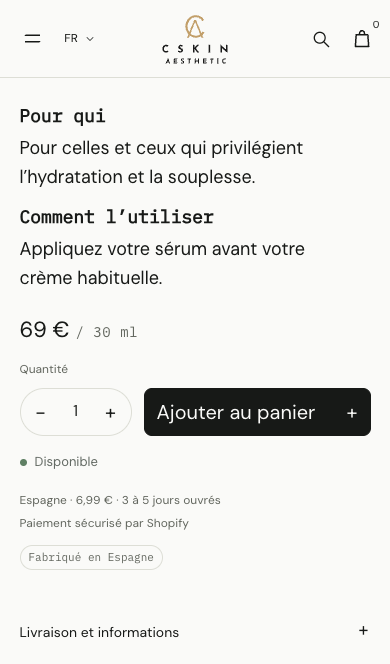 FR
CSKIN
AESTHETIC
0
Pour qui
Pour celles et ceux qui privilégient
l’hydratation et la souplesse.
Comment l’utiliser
Appliquez votre sérum avant votre
crème habituelle.
69 € / 30 ml
Quantité
− 1 + Ajouter au panier +
Disponible
Espagne · 6,99 € · 3 à 5 jours ouvrés
Paiement sécurisé par Shopify
Fabriqué en Espagne
Livraison et informations +